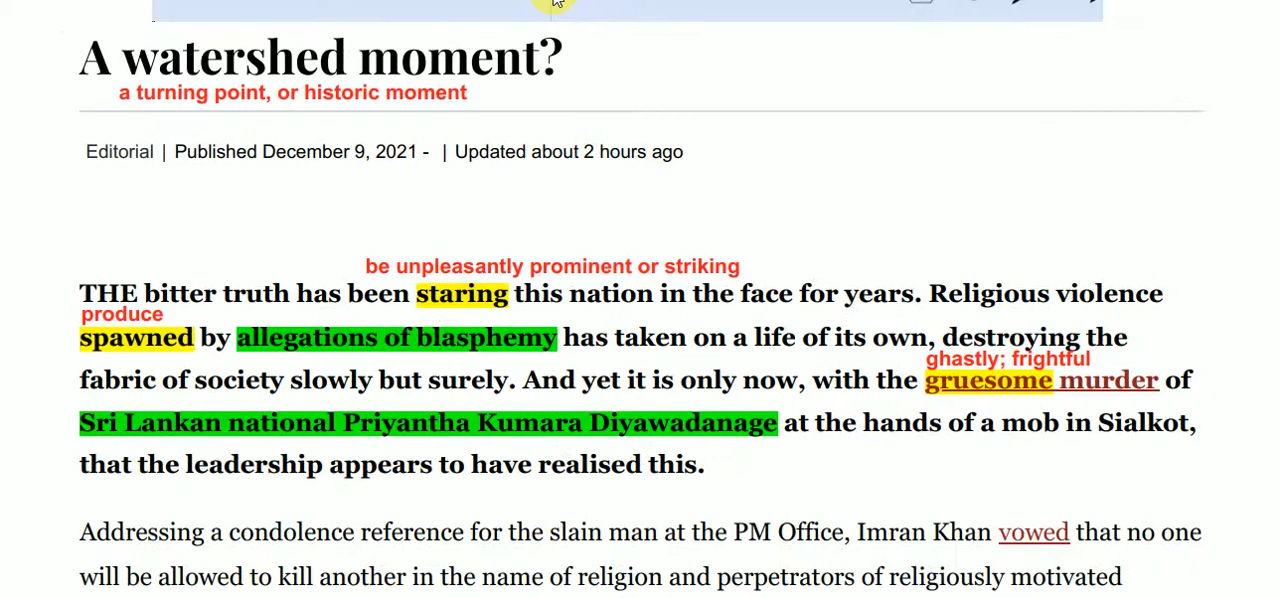 A watershed moment?
a turning point, or historic moment
Editorial | Published December 9, 2021 - | Updated about 2 hours ago
be unpleasantly prominent or striking
THE bitter truth has been staring this nation in the face for years. Religious violence
produce
spawned by allegations of blasphemy has taken on a life of its own, destroying the
ghastly; frightful
fabric of society slowly but surely. And yet it is only now, with the gruesome murder of
Sri Lankan national Priyantha Kumara Diyawadanage at the hands of a mob in Sialkot,
that the leadership appears to have realised this.
Addressing a condolence reference for the slain man at the PM Office, Imran Khan vowed that no one
will be allowed to kill another in the name of religion and perpetrators of religiously motivated